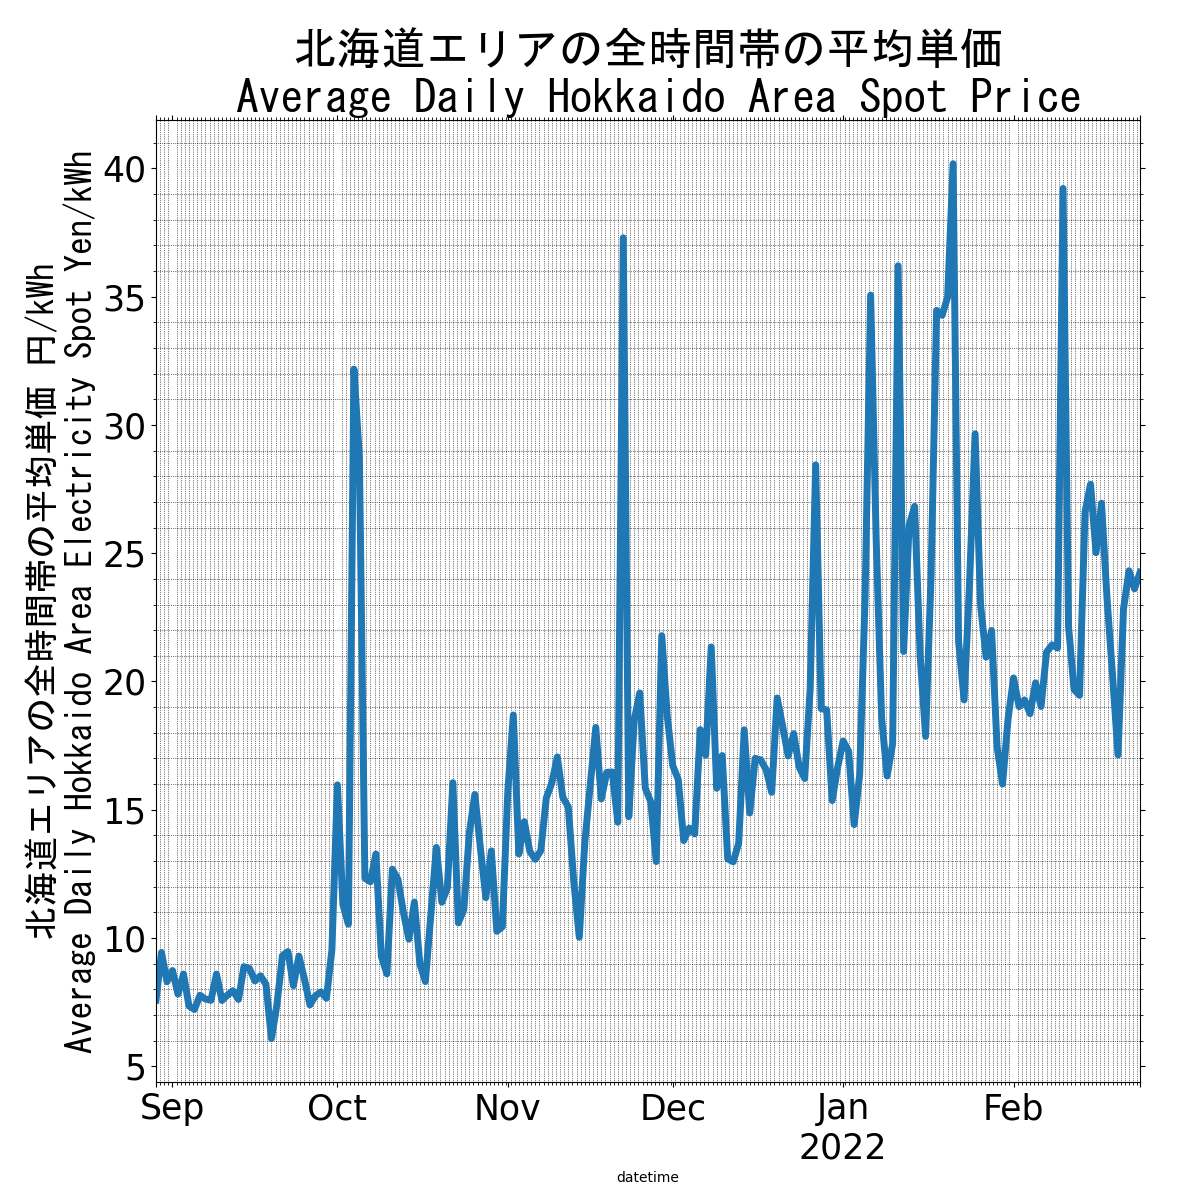 北海道エリアの全時間帯の平均単価
Average Daily Hokkaido Area Spot Price
北海道エリアの全時間帯の平均単価 円/kWh
Average Daily Hokkaido Area Electricity Spot Yen/kWh
40
35
30
25
20
15
10
5
Sep
Oct
Nov
Dec
Jan
2022
Feb
datetime